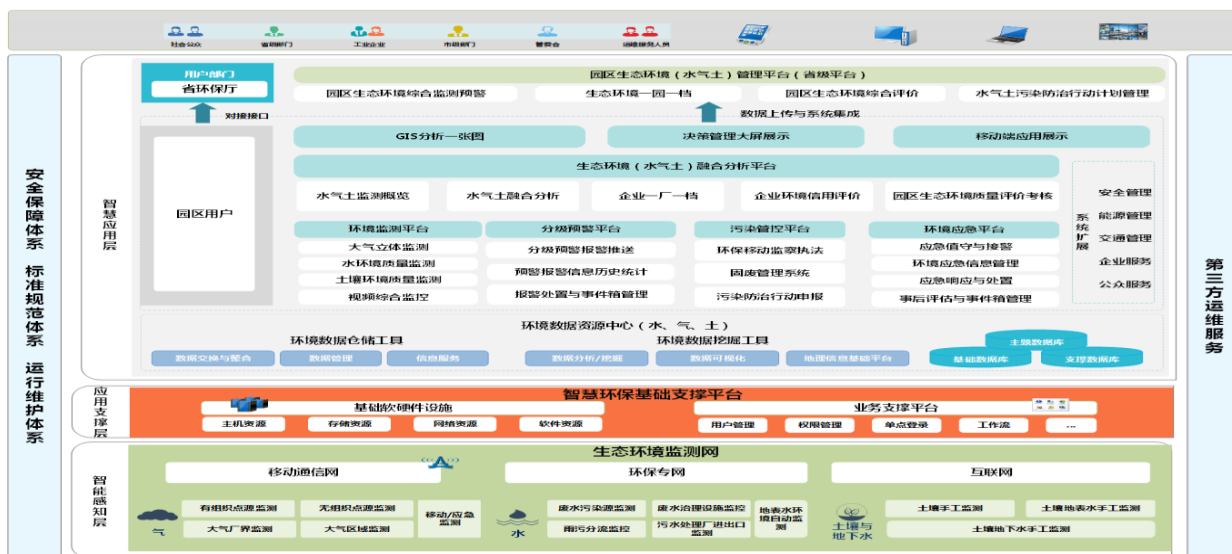 社会公众 省级部门 工业企业 市级部门 管委会 运维服务人员
用户部门
省环保厅
对接接口
园区生态环境（水气土）管理平台（省级平台）
园区生态环境综合监测预警 生态环境一园一档 园区生态环境综合评价 水气土污染防治行动计划管理
数据上传与系统集成
安全保障体系 标准规范体系 运行维护体系
智慧应用层
园区用户
GIS分析一张图 决策管理大屏展示 移动端应用展示
生态环境（水气土）融合分析平台
水气土监测概览 水气土融合分析 企业一厂一档 企业环境信用评价 园区生态环境质量评价考核
环境监测平台 分级预警平台 污染管控平台 环境应急平台
大气立体监测
水环境质量监测
土壤环境质量监测
视频综合监控
分级预警报警推送
预警报警信息历史统计
报警处置与事件箱管理
环保移动监察执法
固废管理系统
污染防治行动申报
应急值守与接警
环境应急信息管理
应急响应与处置
事后评估与事件箱管理
系统扩展
安全管理
能源管理
交通管理
企业服务
公众服务
第三方运维服务
环境数据资源中心（水、气、土）
环境数据仓储工具 环境数据挖掘工具
数据交换与整合 数据管理 信息服务 数据分析/挖掘 数据可视化 地理信息基础平台
主题数据库
基础数据库 支撑数据库
应用支撑层
智慧环保基础支撑平台
基础软硬件设施 业务支撑平台
主机资源 存储资源 网络资源 软件资源 用户管理 权限管理 单点登录 工作流 ...
智能感知层
生态环境监测网
移动通信网 环保专网 互联网
气
有组织点源监测 无组织点源监测
大气厂界监测 大气区域监测
移动/应急
监测
水
废水污染源监测 废水治理设施监控
雨污分流监控
污水处理厂进出口
监测
地表水环
境自动监
测
土壤与
地下水
土壤手工监测 土壤地表水手工监测
土壤地下水手工监测